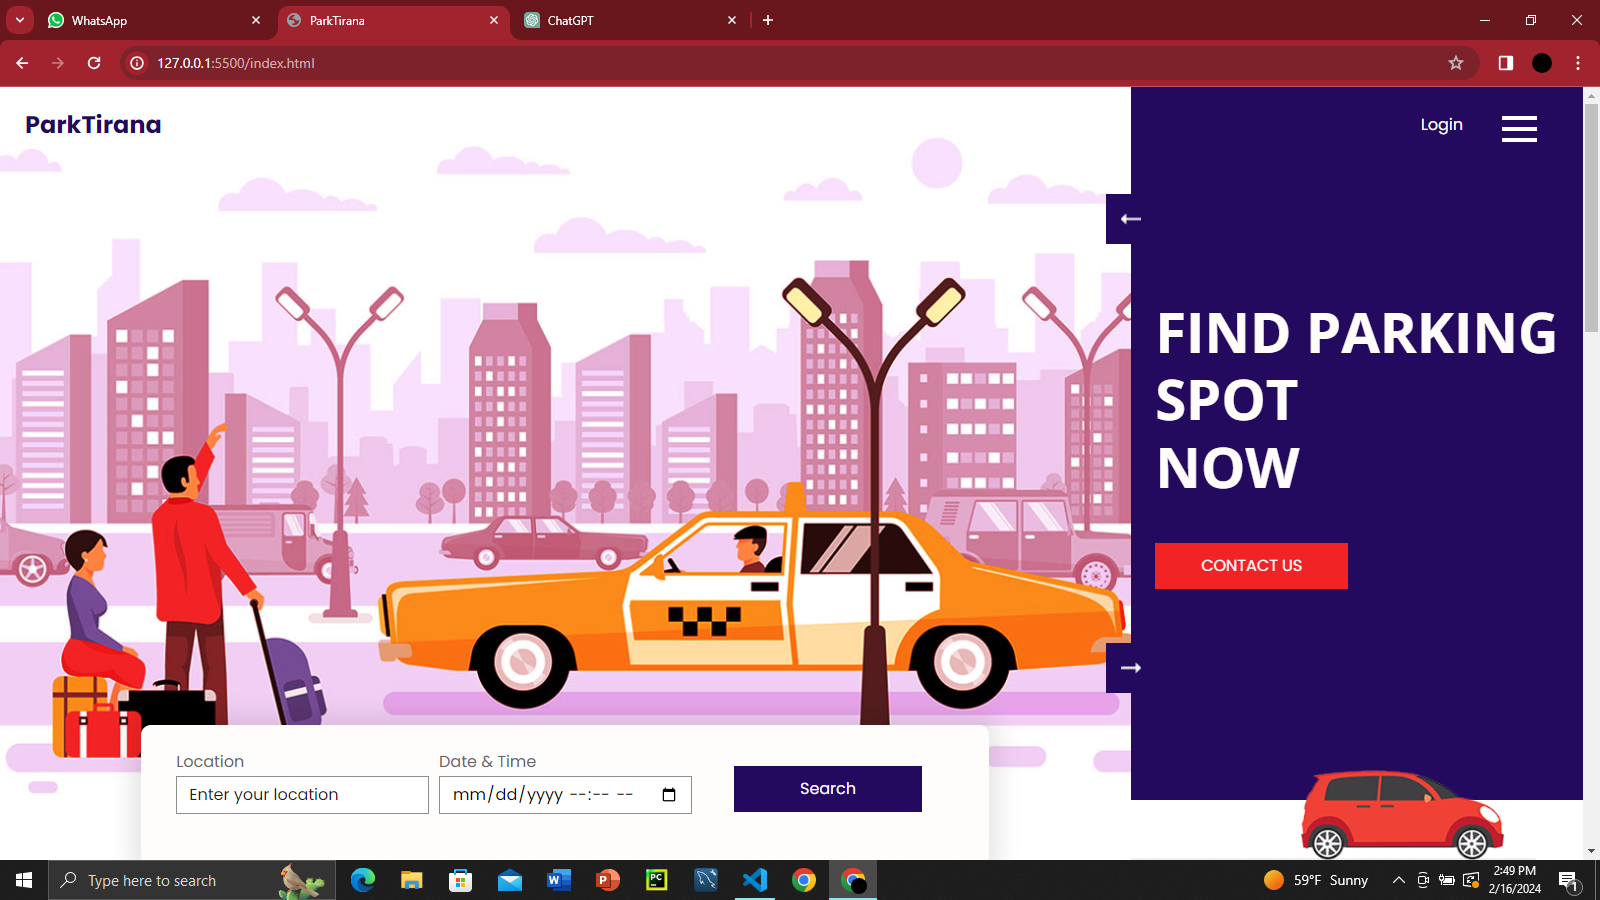 WhatsApp
ParkTirana
ChatGPT
127.0.0.1:5500/index.html
ParkTirana
Login
FIND PARKING
SPOT
NOW
CONTACT US
Location
Date & Time
Enter your location
mm/dd/yyyy --:-- --
Search
Type here to search
W
P
PC
59°F Sunny
2:49 PM
2/16/2024
1